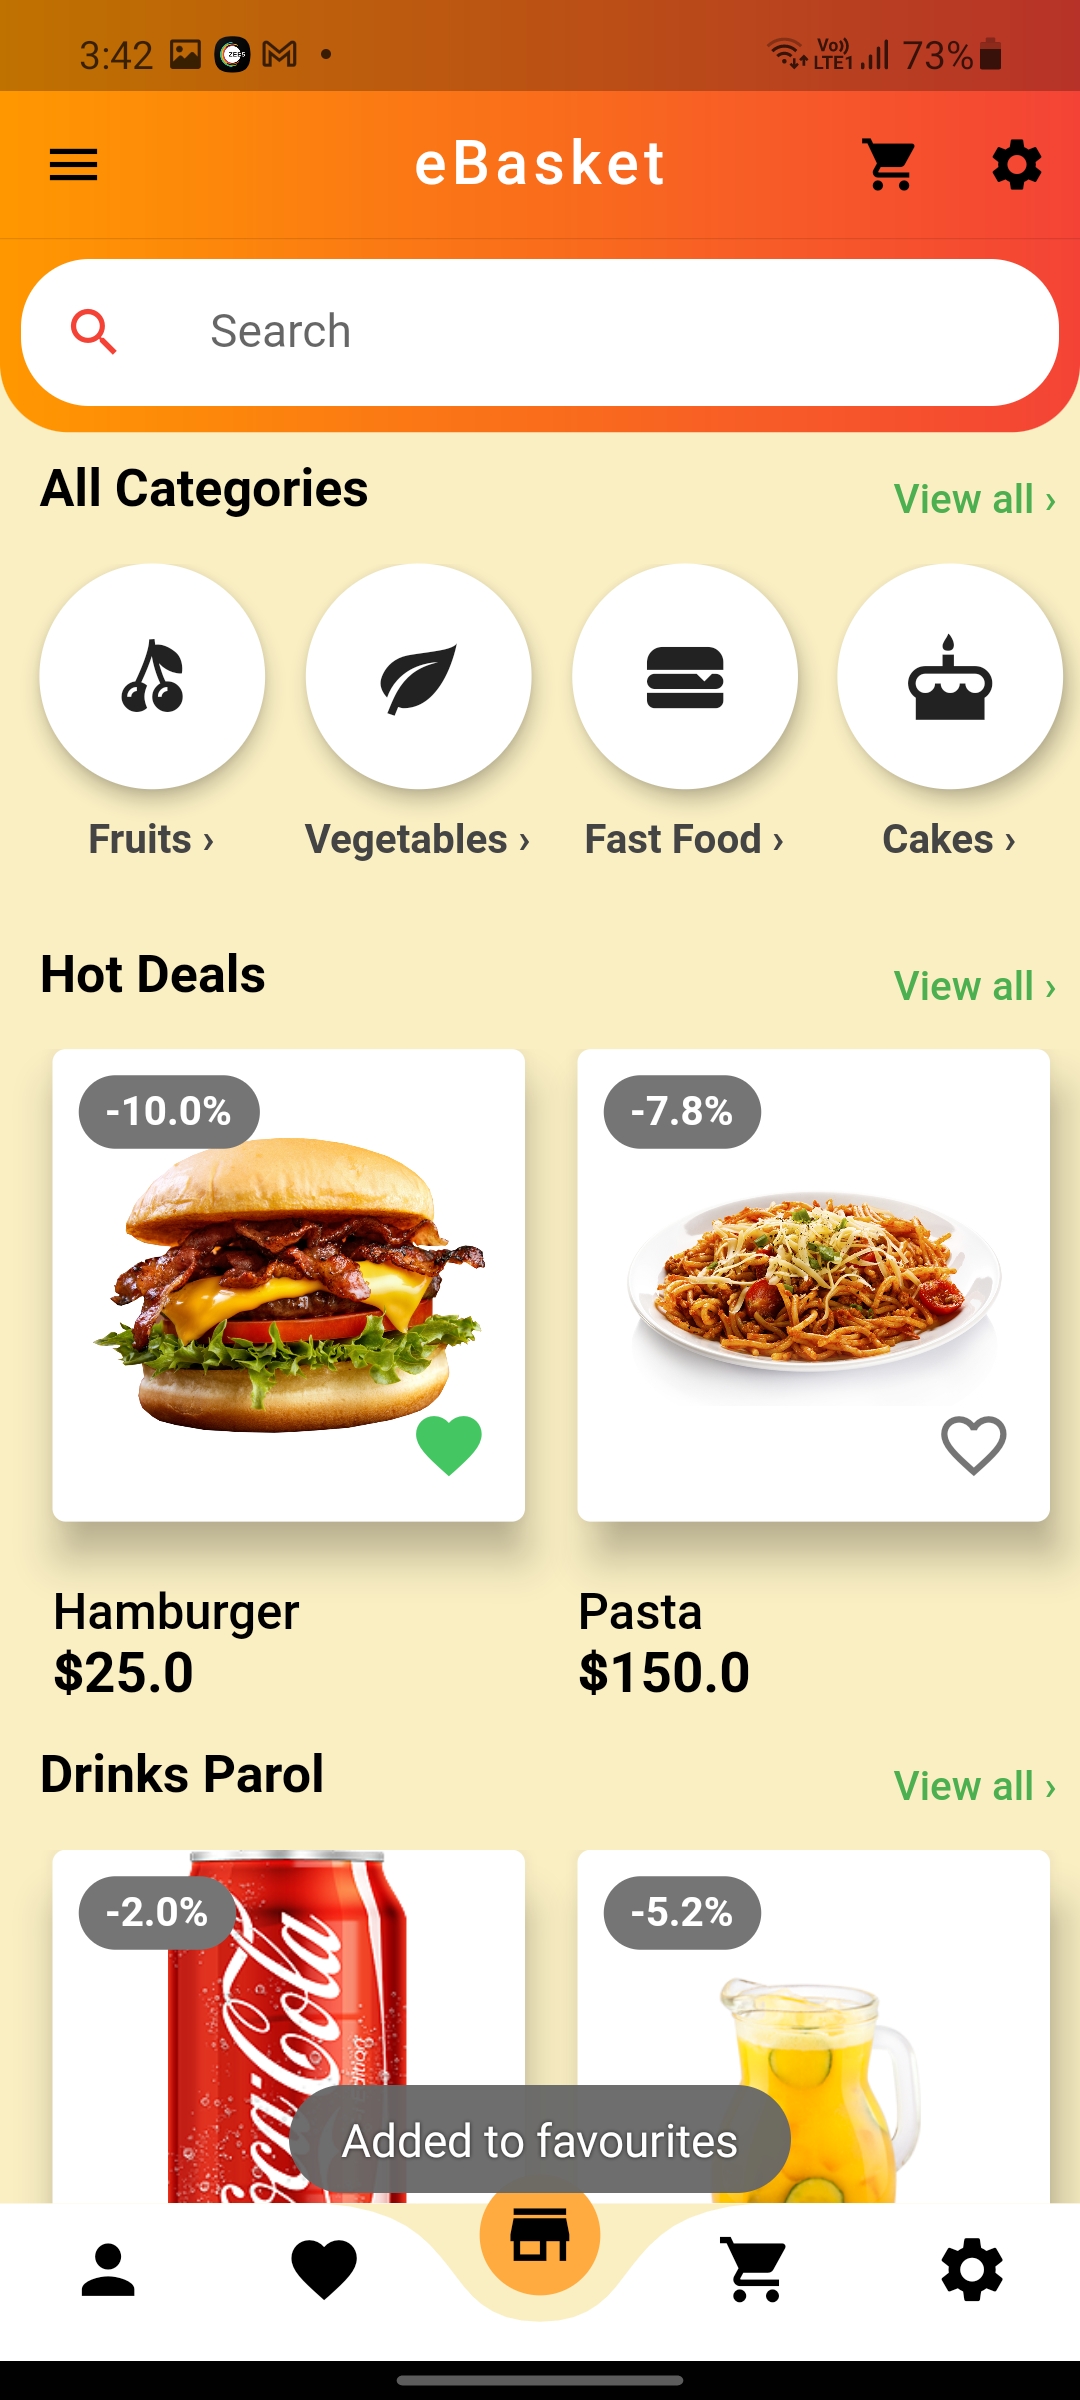 3:42
Vo))
LTE1
73%
eBasket
Search
All Categories
View all ›
Fruits ›
Vegetables ›
Fast Food ›
Cakes ›
Hot Deals
View all ›
-10.0%
-7.8%
Hamburger
$25.0
Pasta
$150.0
Drinks Parol
View all ›
-2.0%
-5.2%
Coca-Cola
Added to favourites